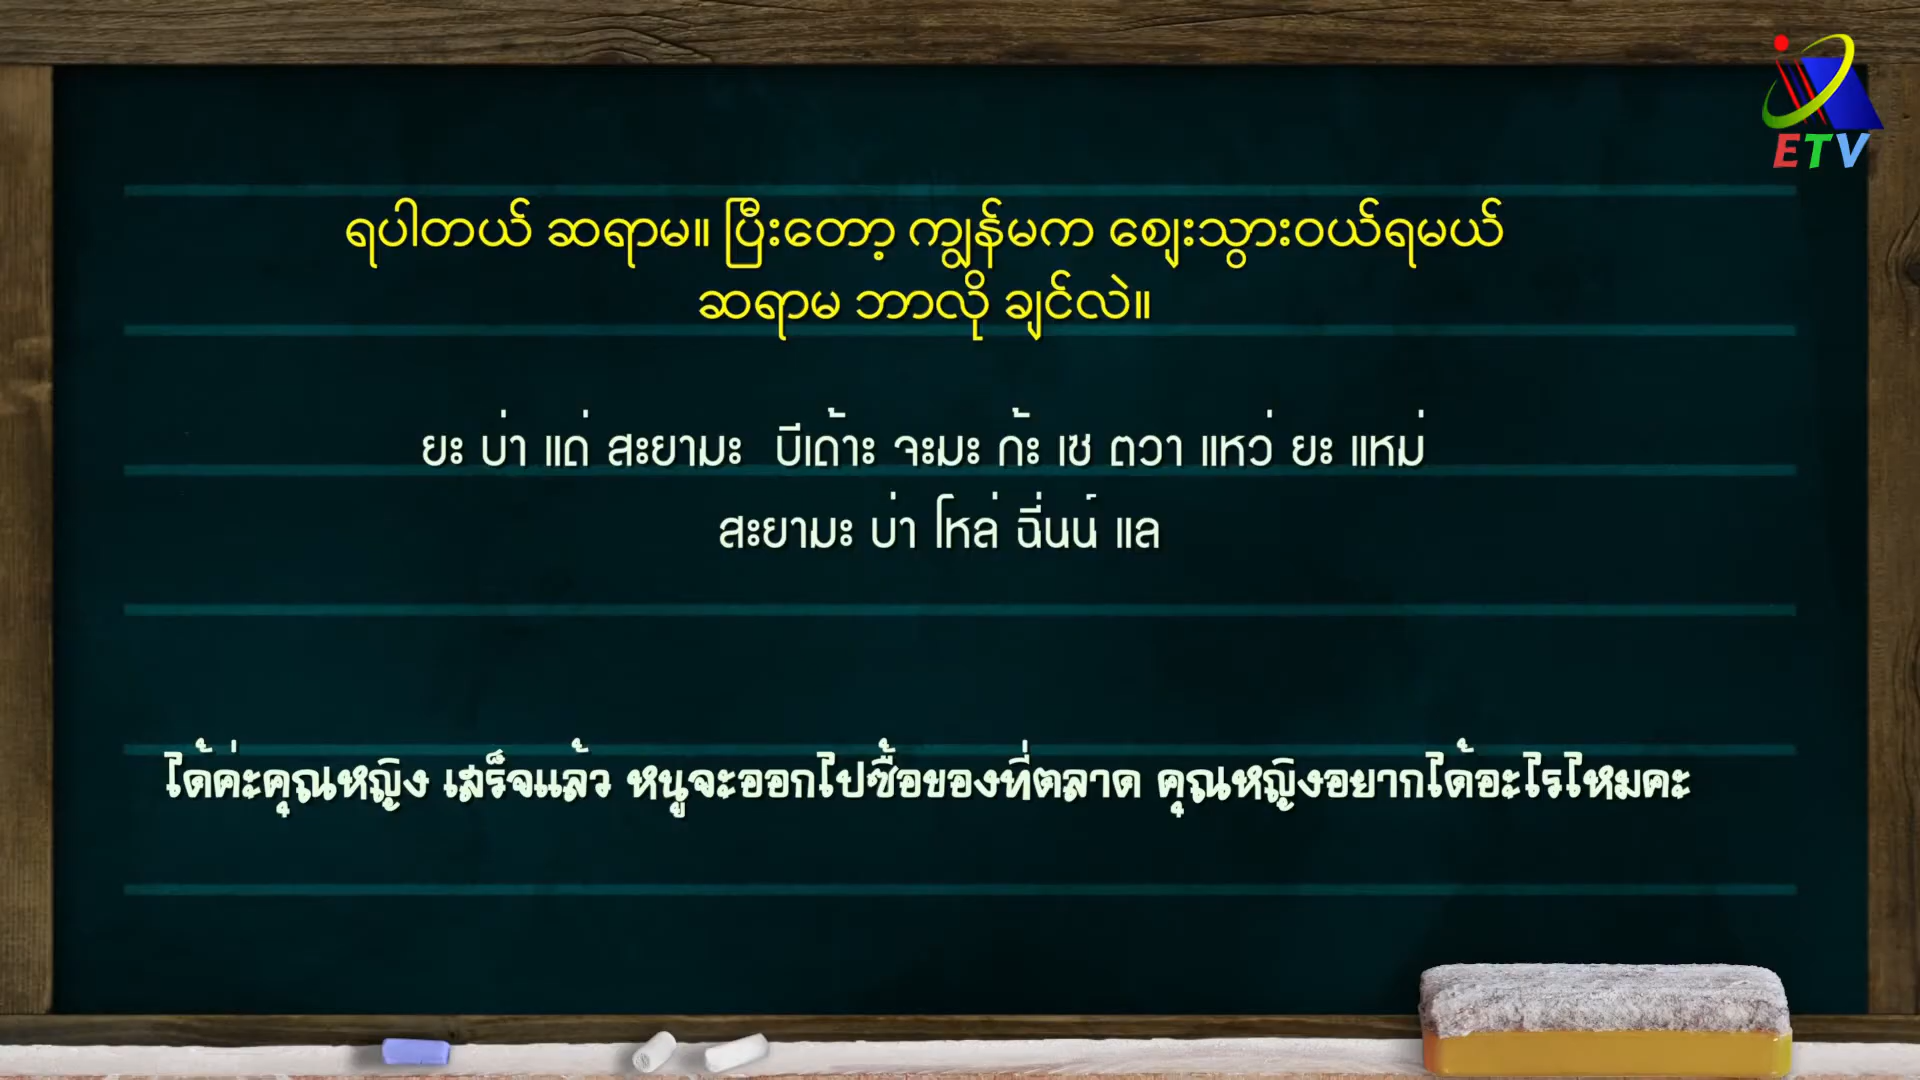 ETV
ရပါတယ် ဆရာမ။ ပြီးတော့ ကျွန်မက ဈေးသွားဝယ်ရမယ်
ဆရာမ ဘာလို ချင်လဲ။
ยะ บ่า แด่ สะยามะ บีเด้าะ จะมะ ก้ะ เซ ตวา แหว่ ยะ แหม่
สะยามะ บ่า โหล่ ฉิ่นน์ แล
ได้ค่ะคุณหญิง เสร็จแล้ว หนูจะออกไปซื้อของที่ตลาด คุณหญิงอยากได้อะไรไหมคะ